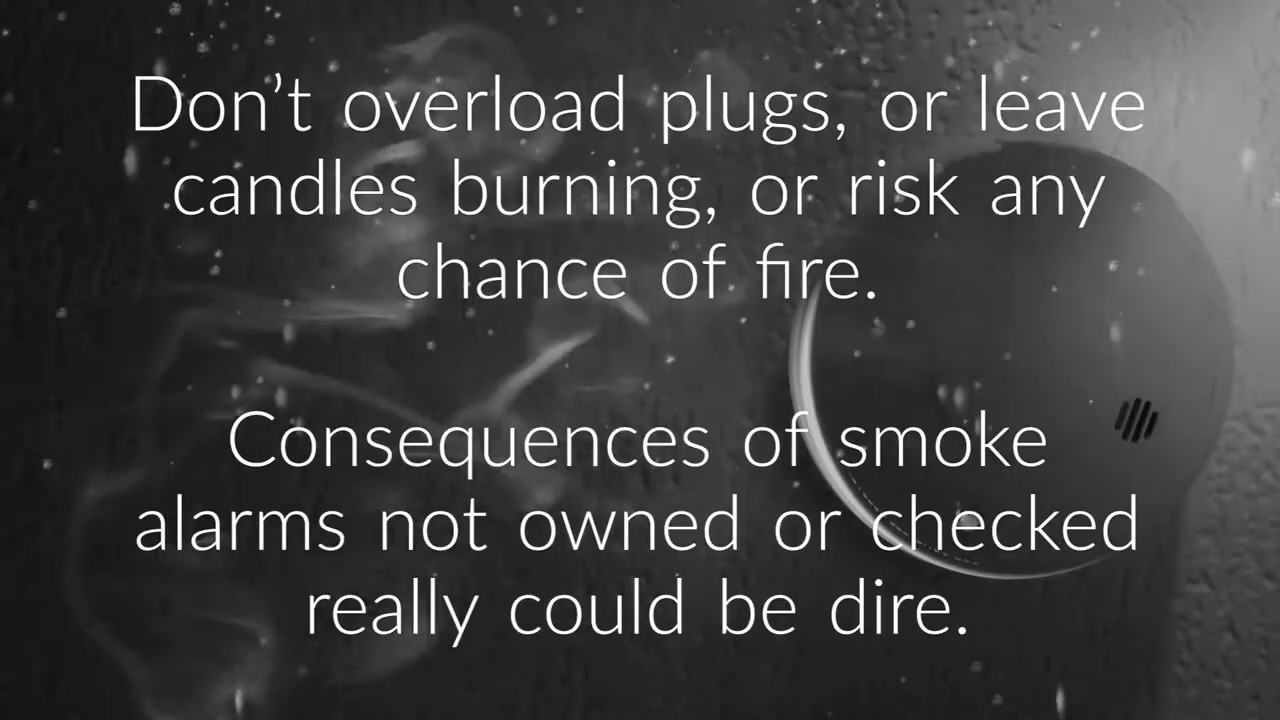 Don’t overload plugs, or leave
candles burning, or risk any
chance of fire.
Consequences of smoke
alarms not owned or checked
really could be dire.